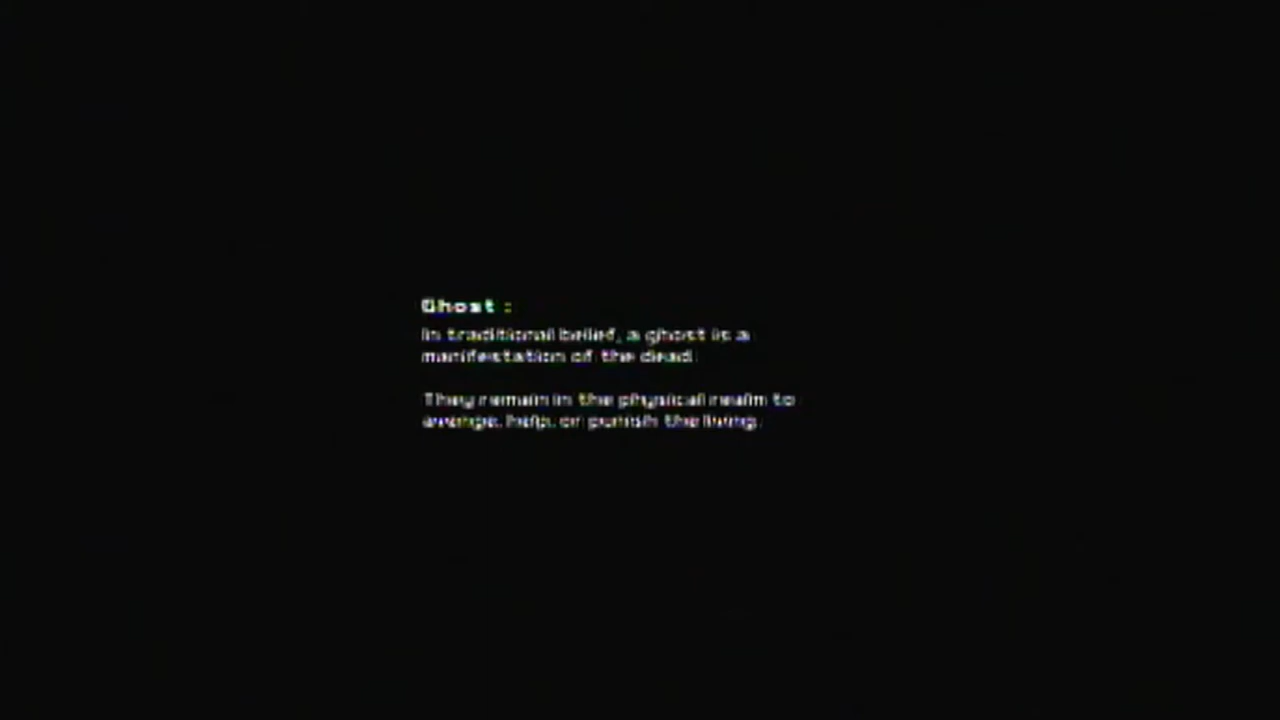 Ghost :
In traditional belief, a ghost is a
manifestation of the dead.
They remain in the physical realm to
avenge, help, or punish the living.